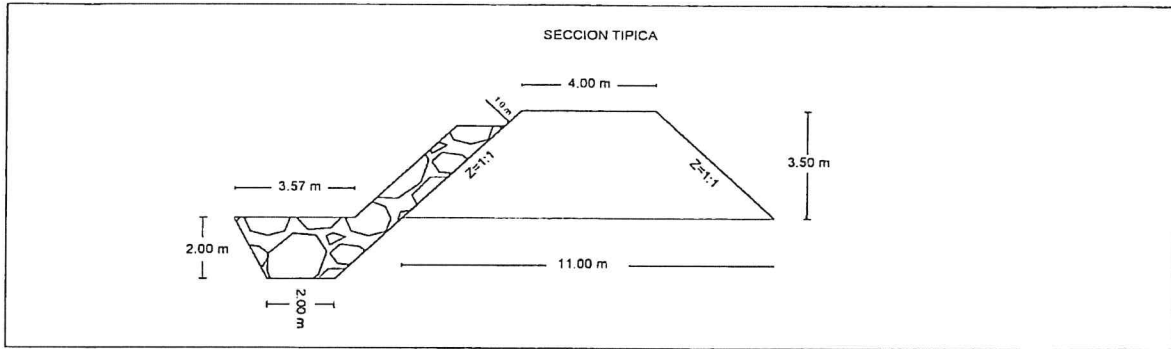 SECCION TIPICA
4.00 m
1.0 m
Z=1:1
Z=1:1
3.50 m
3.57 m
2.00 m
11.00 m
2.00 m